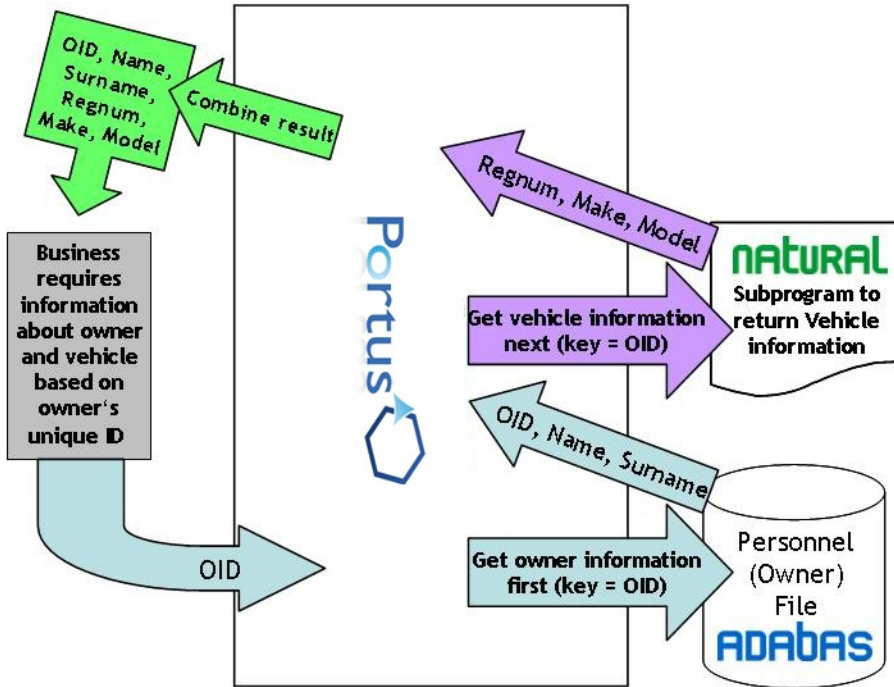 OID, Name,
Surname,
Regnum,
Make, Model
Combine result
Regnum, Make, Model
Business
requires
information
about owner
and vehicle
based on
owner's
unique ID
Portus
Get vehicle information
next (key = OID)
NATURAL
Subprogram to
return Vehicle
information
OID, Name, Surname
OID
Get owner information
first (key = OID)
Personnel
(Owner)
File
ADABAS